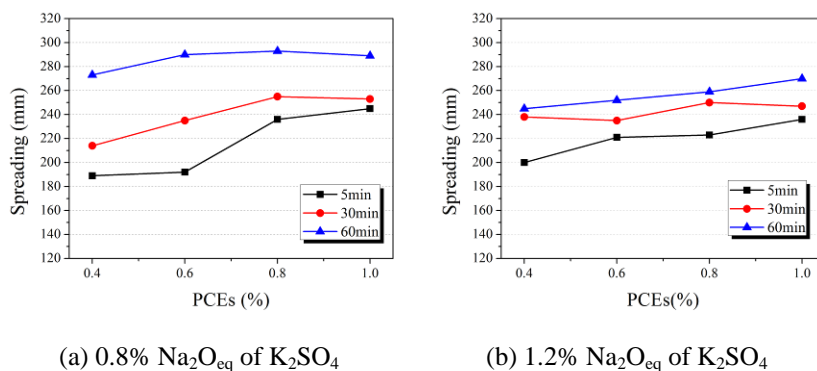 320
300
280
260
240
220
200
180
160
140
120
Spreading (mm)
0.4 0.6 0.8 1.0
PCEs (%)
5min
30min
60min
(a) 0.8% Na₂Oeq of K₂SO₄
320
300
280
260
240
220
200
180
160
140
120
Spreading (mm)
0.4 0.6 0.8 1.0
PCEs(%)
5min
30min
60min
(b) 1.2% Na₂Oeq of K₂SO₄